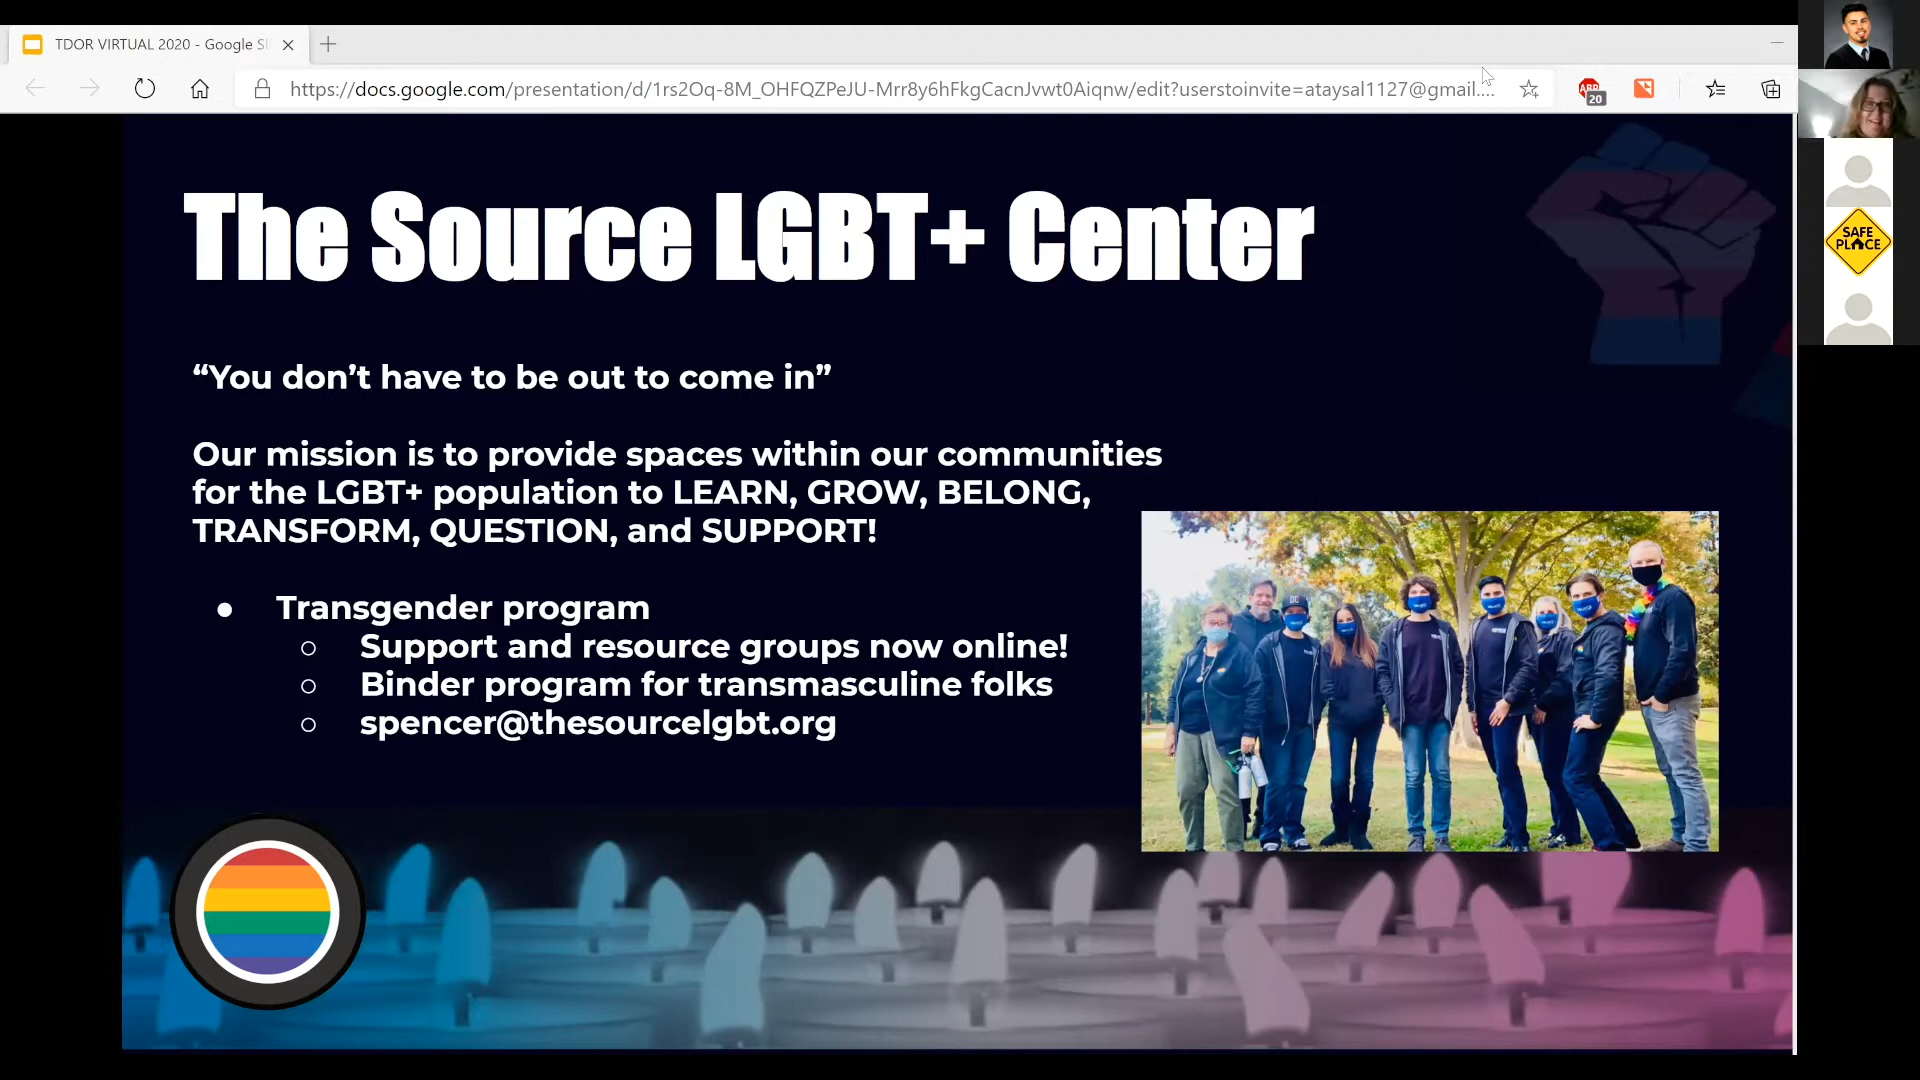 TDOR VIRTUAL 2020 - Google Sl
https://docs.google.com/presentation/d/1rs2Oq-8M_OHFQZPeJU-Mrr8y6hFkgCacnJvwt0Aiqnw/edit?userstoinvite=ataysal1127@gmail....
ABP
20
SAFE
PLACE
The Source LGBT+ Center
“You don’t have to be out to come in”
Our mission is to provide spaces within our communities
for the LGBT+ population to LEARN, GROW, BELONG,
TRANSFORM, QUESTION, and SUPPORT!
● Transgender program
○ Support and resource groups now online!
○ Binder program for transmasculine folks
○ spencer@thesourcelgbt.org